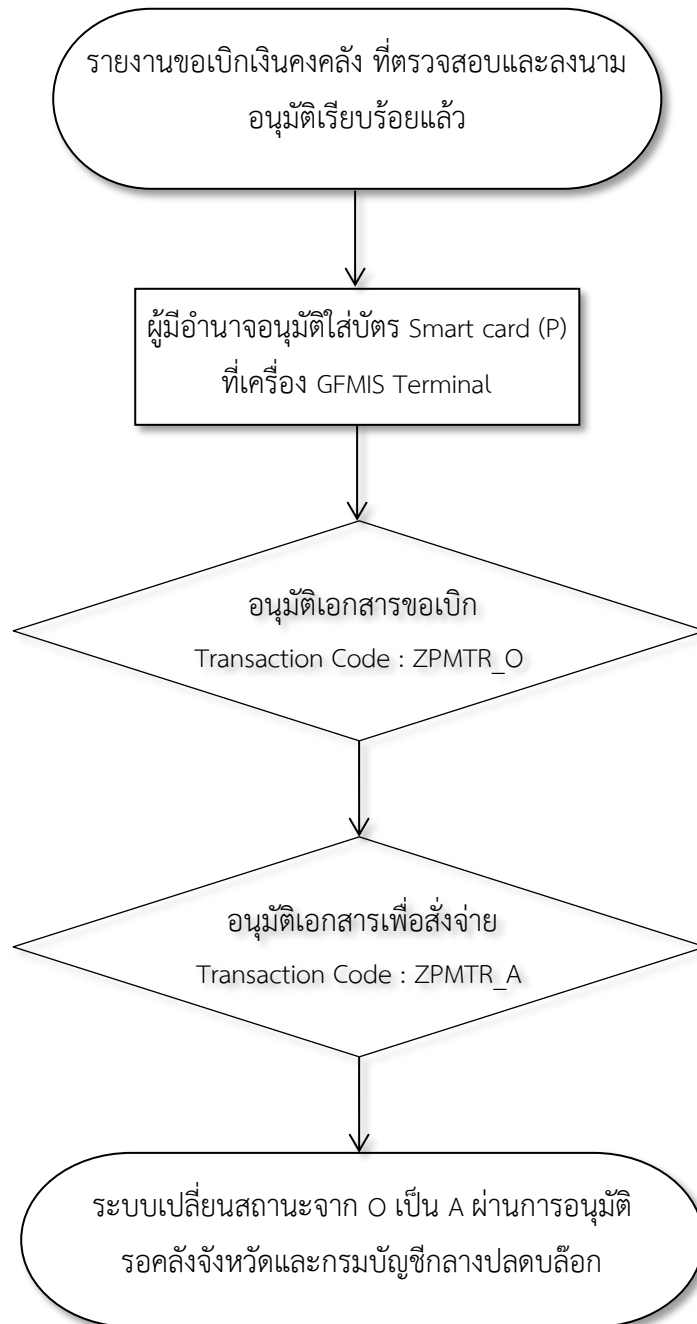 รายงานขอเบิกเงินคงคลัง ที่ตรวจสอบและลงนาม
อนุมัติเรียบร้อยแล้ว
ผู้มีอำนาจอนุมัติใส่บัตร Smart card (P)
ที่เครื่อง GFMIS Terminal
อนุมัติเอกสารขอเบิก
Transaction Code : ZPMTR_O
อนุมัติเอกสารเพื่อสั่งจ่าย
Transaction Code : ZPMTR_A
ระบบเปลี่ยนสถานะจาก O เป็น A ผ่านการอนุมัติ
รอคลังจังหวัดและกรมบัญชีกลางปลดบล๊อก